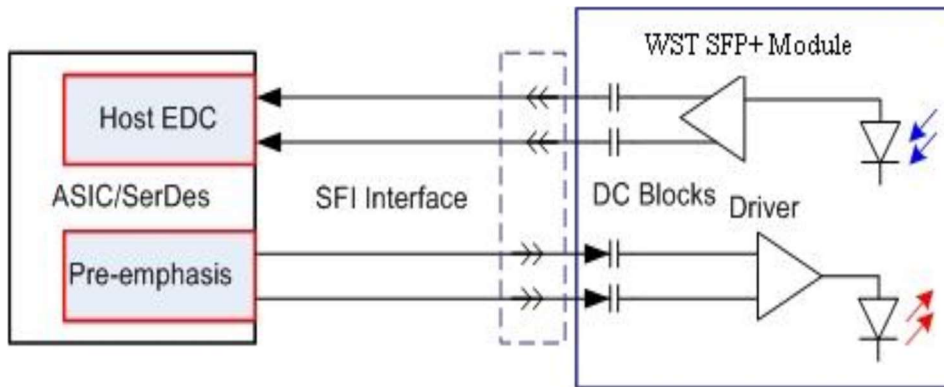 WST SFP+ Module
Host EDC
ASIC/SerDes
SFI Interface
DC Blocks
Driver
Pre-emphasis